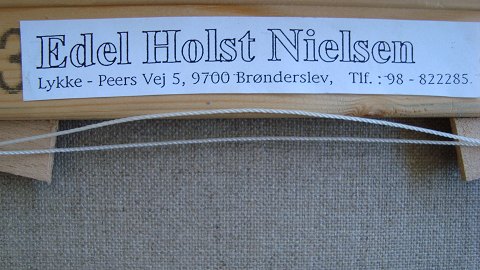 Edel Holst Nielsen
Lykke - Peers Vej 5, 9700 Brønderslev, Tlf. : 98 - 822285.